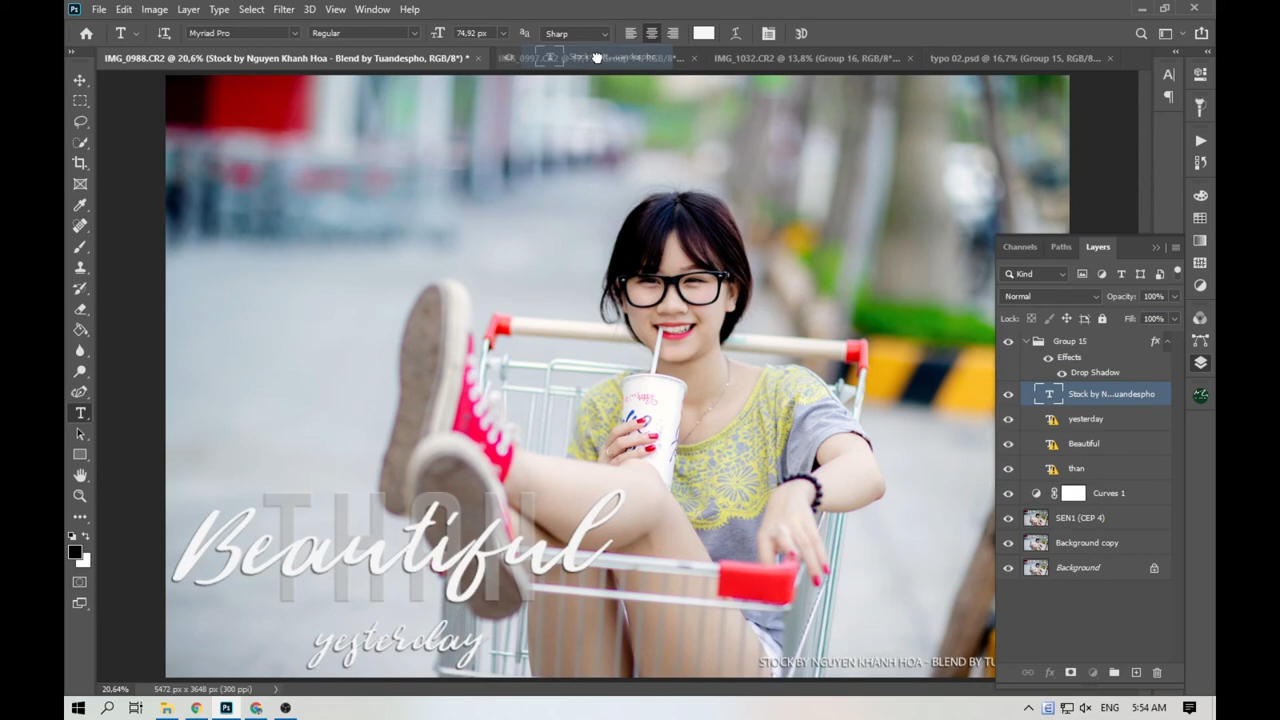 File Edit Image Layer Type Select Filter 3D View Window Help
Myriad Pro Regular 74,92 px Sharp 3D
IMG_0988.CR2 @ 20,6% (Stock by Nguyen Khanh Hoa - Blend by Tuandespho, RGB/8*) *
IMG_1032.CR2 @ 13,8% (Group 16, RGB/8*...
typo 02.psd @ 16,7% (Group 15, RGB/8*)...
Channels Paths Layers
Kind
Normal Opacity: 100%
Lock: Fill: 100%
Group 15 fx
Effects
Drop Shadow
Stock by N...uandespho
yesterday
Beautiful
than
Curves 1
SEN1 (CEP 4)
Background copy
Background
THAN
Beautiful
yesterday
STOCK BY NGUYEN KHANH HOA - BLEND BY TU
20,64% 5472 px x 3648 px (300 ppi)
ENG 5:54 AM